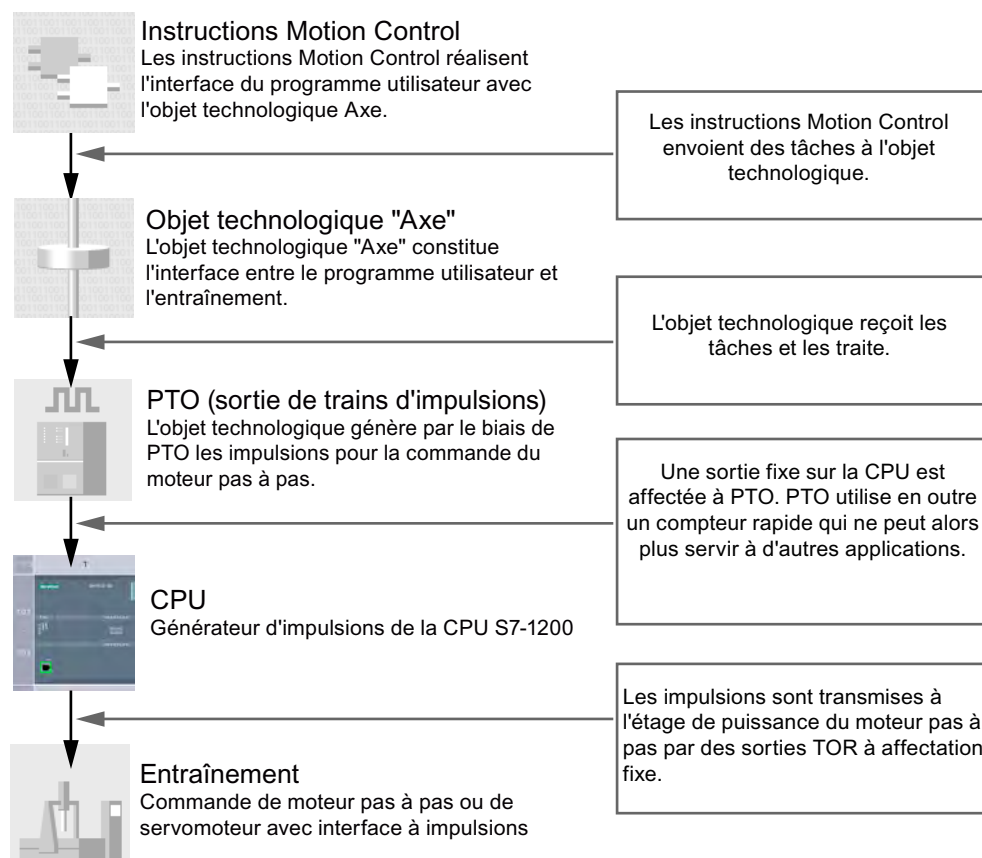 Instructions Motion Control
Les instructions Motion Control réalisent
l'interface du programme utilisateur avec
l'objet technologique Axe.
Les instructions Motion Control
envoient des tâches à l'objet
technologique.
Objet technologique "Axe"
L'objet technologique "Axe" constitue
l'interface entre le programme utilisateur et
l'entraînement.
L'objet technologique reçoit les
tâches et les traite.
PTO (sortie de trains d'impulsions)
L'objet technologique génère par le biais de
PTO les impulsions pour la commande du
moteur pas à pas.
Une sortie fixe sur la CPU est
affectée à PTO. PTO utilise en outre
un compteur rapide qui ne peut alors
plus servir à d'autres applications.
CPU
Générateur d'impulsions de la CPU S7-1200
Les impulsions sont transmises à
l'étage de puissance du moteur pas à
pas par des sorties TOR à affectation
fixe.
Entraînement
Commande de moteur pas à pas ou de
servomoteur avec interface à impulsions